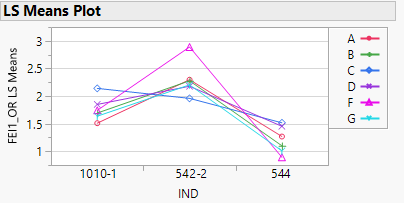 LS Means Plot
FEI1_OR LS Means
3
2.5
2
1.5
1
1010-1 542-2 544
IND
A
B
C
D
F
G